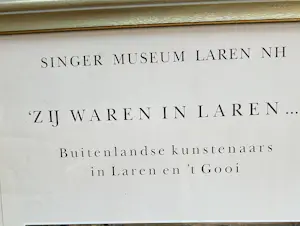 SINGER MUSEUM LAREN NH
'ZIJ WAREN IN LAREN...
Buitenlandse kunstenaars
in Laren en 't Gooi